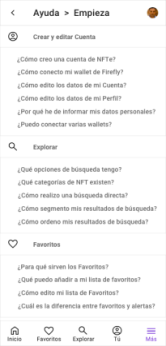 Ayuda > Empieza
Crear y editar Cuenta
¿Cómo creo una cuenta de NFTe?
¿Cómo conecto mi wallet de Firefly?
¿Cómo edito los datos de mi Cuenta?
¿Cómo edito los datos de mi Perfil?
¿Por qué he de informar mis datos personales?
¿Puedo conectar varias wallets?
Explorar
¿Qué opciones de búsqueda tengo?
¿Qué categorías de NFT existen?
¿Cómo realizo una búsqueda directa?
¿Cómo segmento mis resultados de búsqueda?
¿Cómo ordeno mis resultados de búsqueda?
Favoritos
¿Para qué sirven los Favoritos?
¿Qué puedo añadir a mi lista de favoritos?
¿Cómo edito mi lista de Favoritos?
¿Cuál es la diferencia entre favoritos y alertas?
Inicio Favoritos Explorar Tú Más